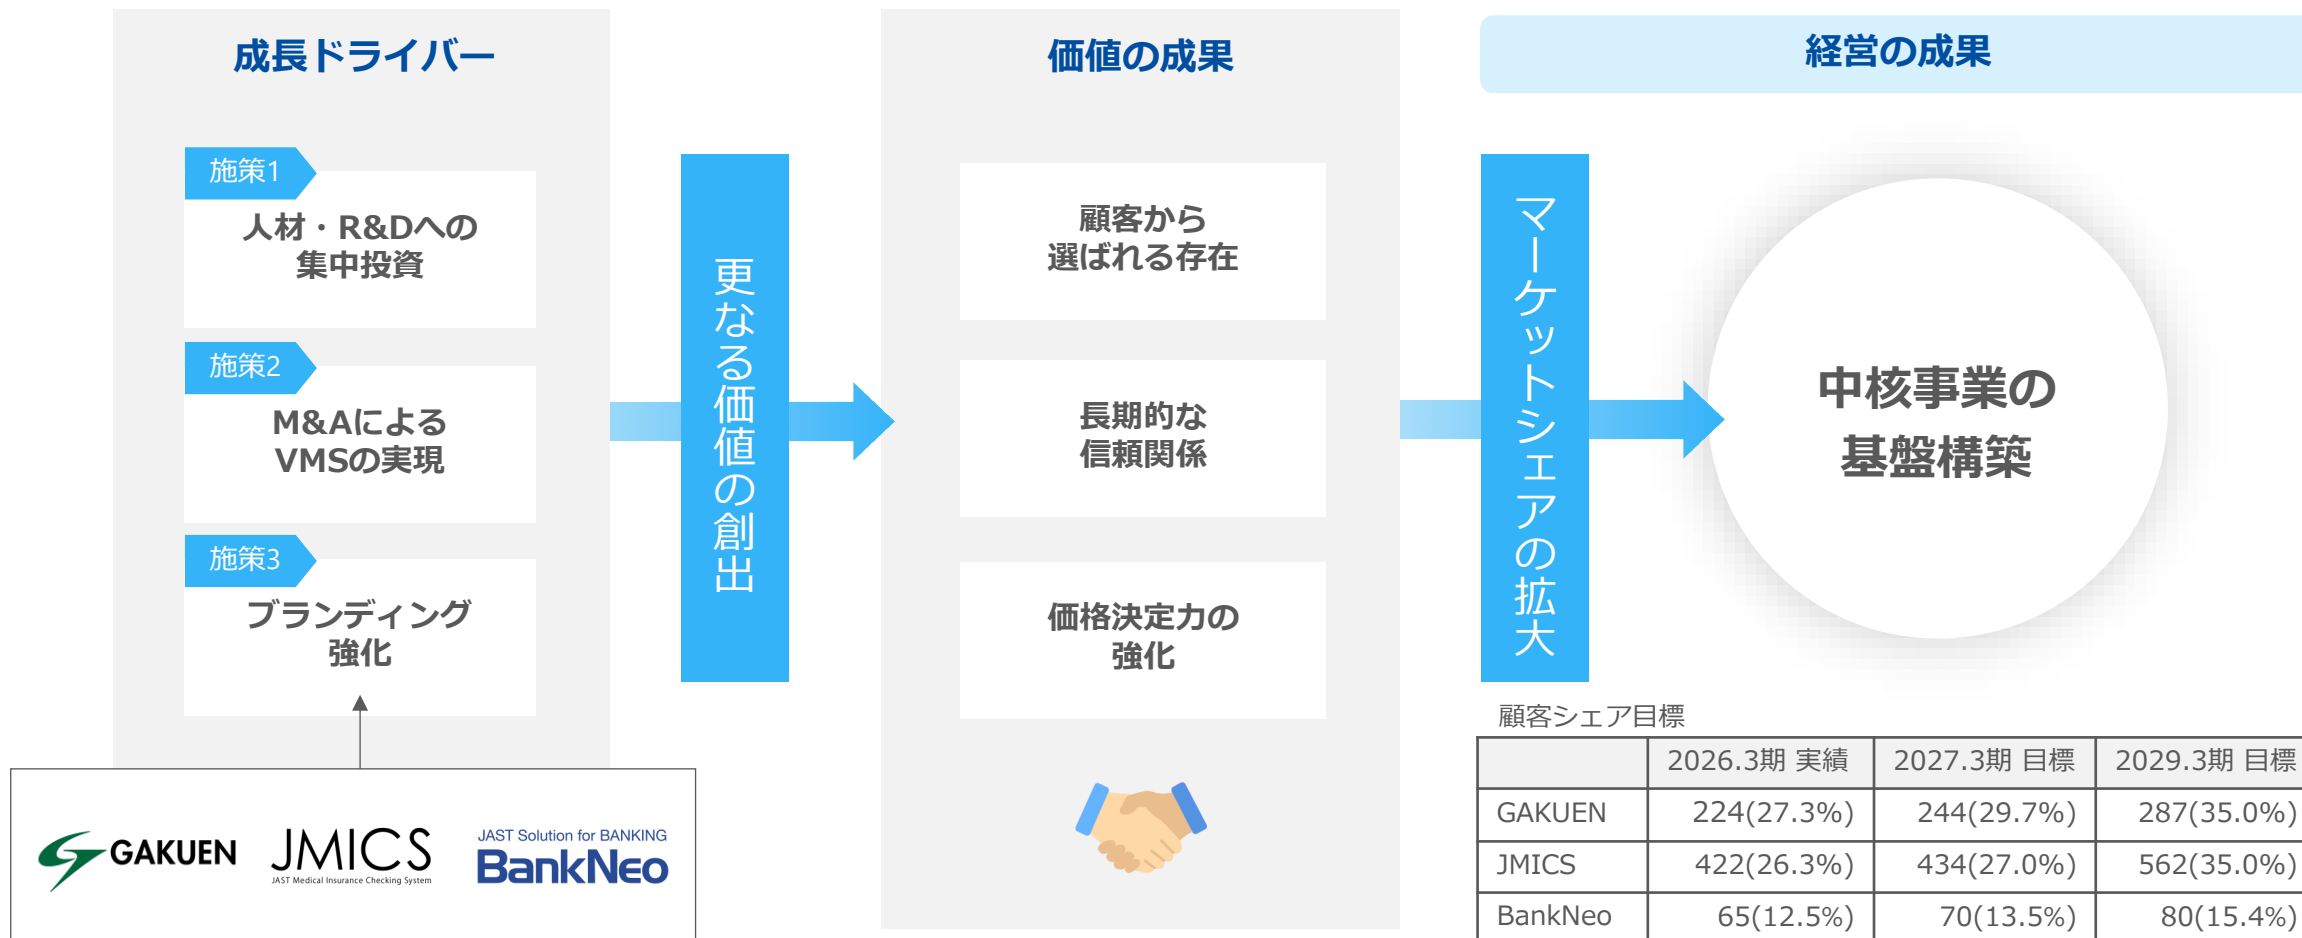 成長ドライバー
施策1
人材・R&Dへの
集中投資
施策2
M&Aによる
VMSの実現
施策3
ブランディング
強化
GAKUEN
JMICS
JAST Medical Insurance Checking System
JAST Solution for BANKING
BankNeo
更なる価値の創出
価値の成果
顧客から
選ばれる存在
長期的な
信頼関係
価格決定力の
強化
マーケットシェアの拡大
経営の成果
中核事業の
基盤構築
顧客シェア目標
2026.3期 実績 2027.3期 目標 2029.3期 目標
GAKUEN 224(27.3%) 244(29.7%) 287(35.0%)
JMICS 422(26.3%) 434(27.0%) 562(35.0%)
BankNeo 65(12.5%) 70(13.5%) 80(15.4%)